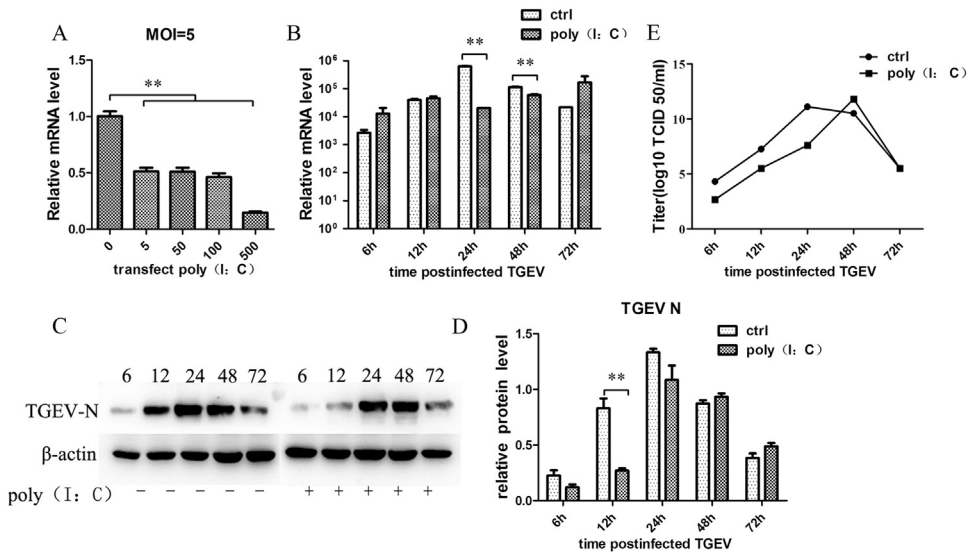 A
MOI=5
Relative mRNA level
1.5
1.0
0.5
0.0
**
0 5 50 100 500
transfect poly（I：C）
B
ctrl
poly（I：C）
Relative mRNA level
10⁶
10⁵
10⁴
10³
10²
10¹
10⁰
**
**
6h 12h 24h 48h 72h
time postinfected TGEV
E
ctrl
poly（I：C）
Titer(log10 TCID 50/ml)
15
10
5
0
6h 12h 24h 48h 72h
time postinfected TGEV
C
6 12 24 48 72 6 12 24 48 72
TGEV-N
β-actin
poly（I：C） − − − − − + + + + +
D
TGEV N
ctrl
poly（I：C）
relative protein level
1.5
1.0
0.5
0.0
**
6h 12h 24h 48h 72h
time postinfected TGEV